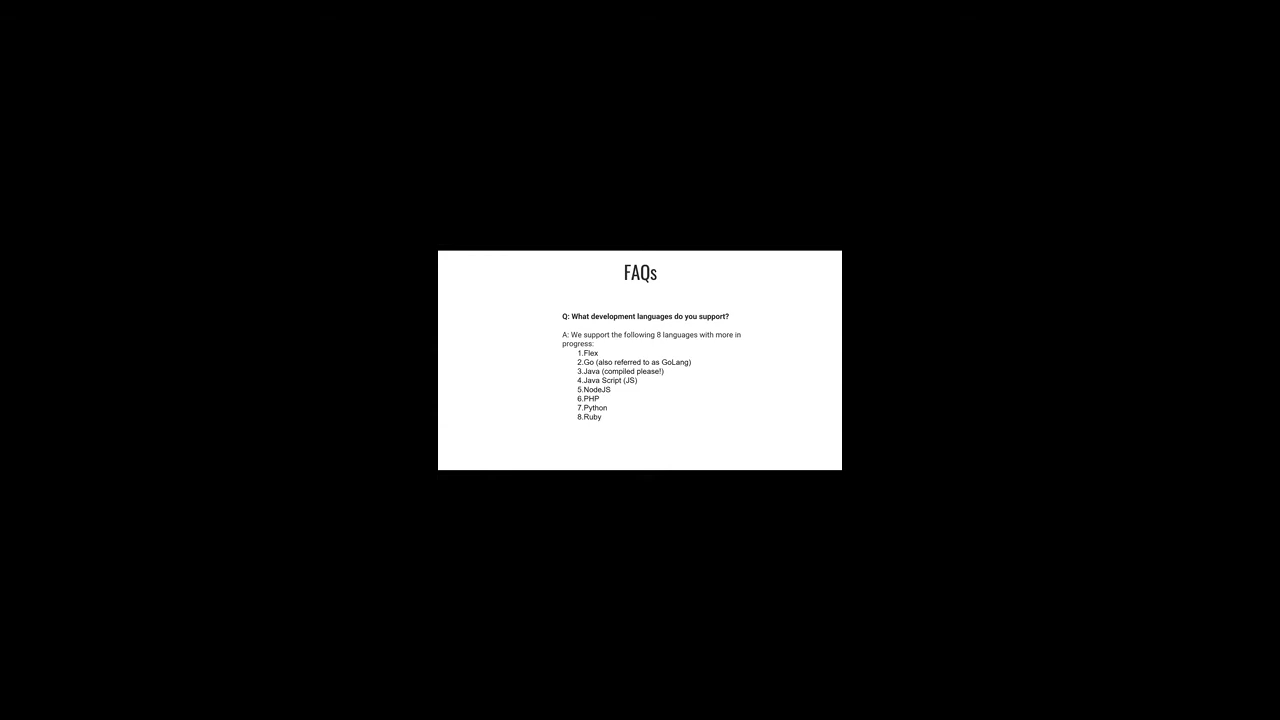 FAQs
Q: What development languages do you support?
A: We support the following 8 languages with more in
progress:
1.Flex
2.Go (also referred to as GoLang)
3.Java (compiled please!)
4.Java Script (JS)
5.NodeJS
6.PHP
7.Python
8.Ruby